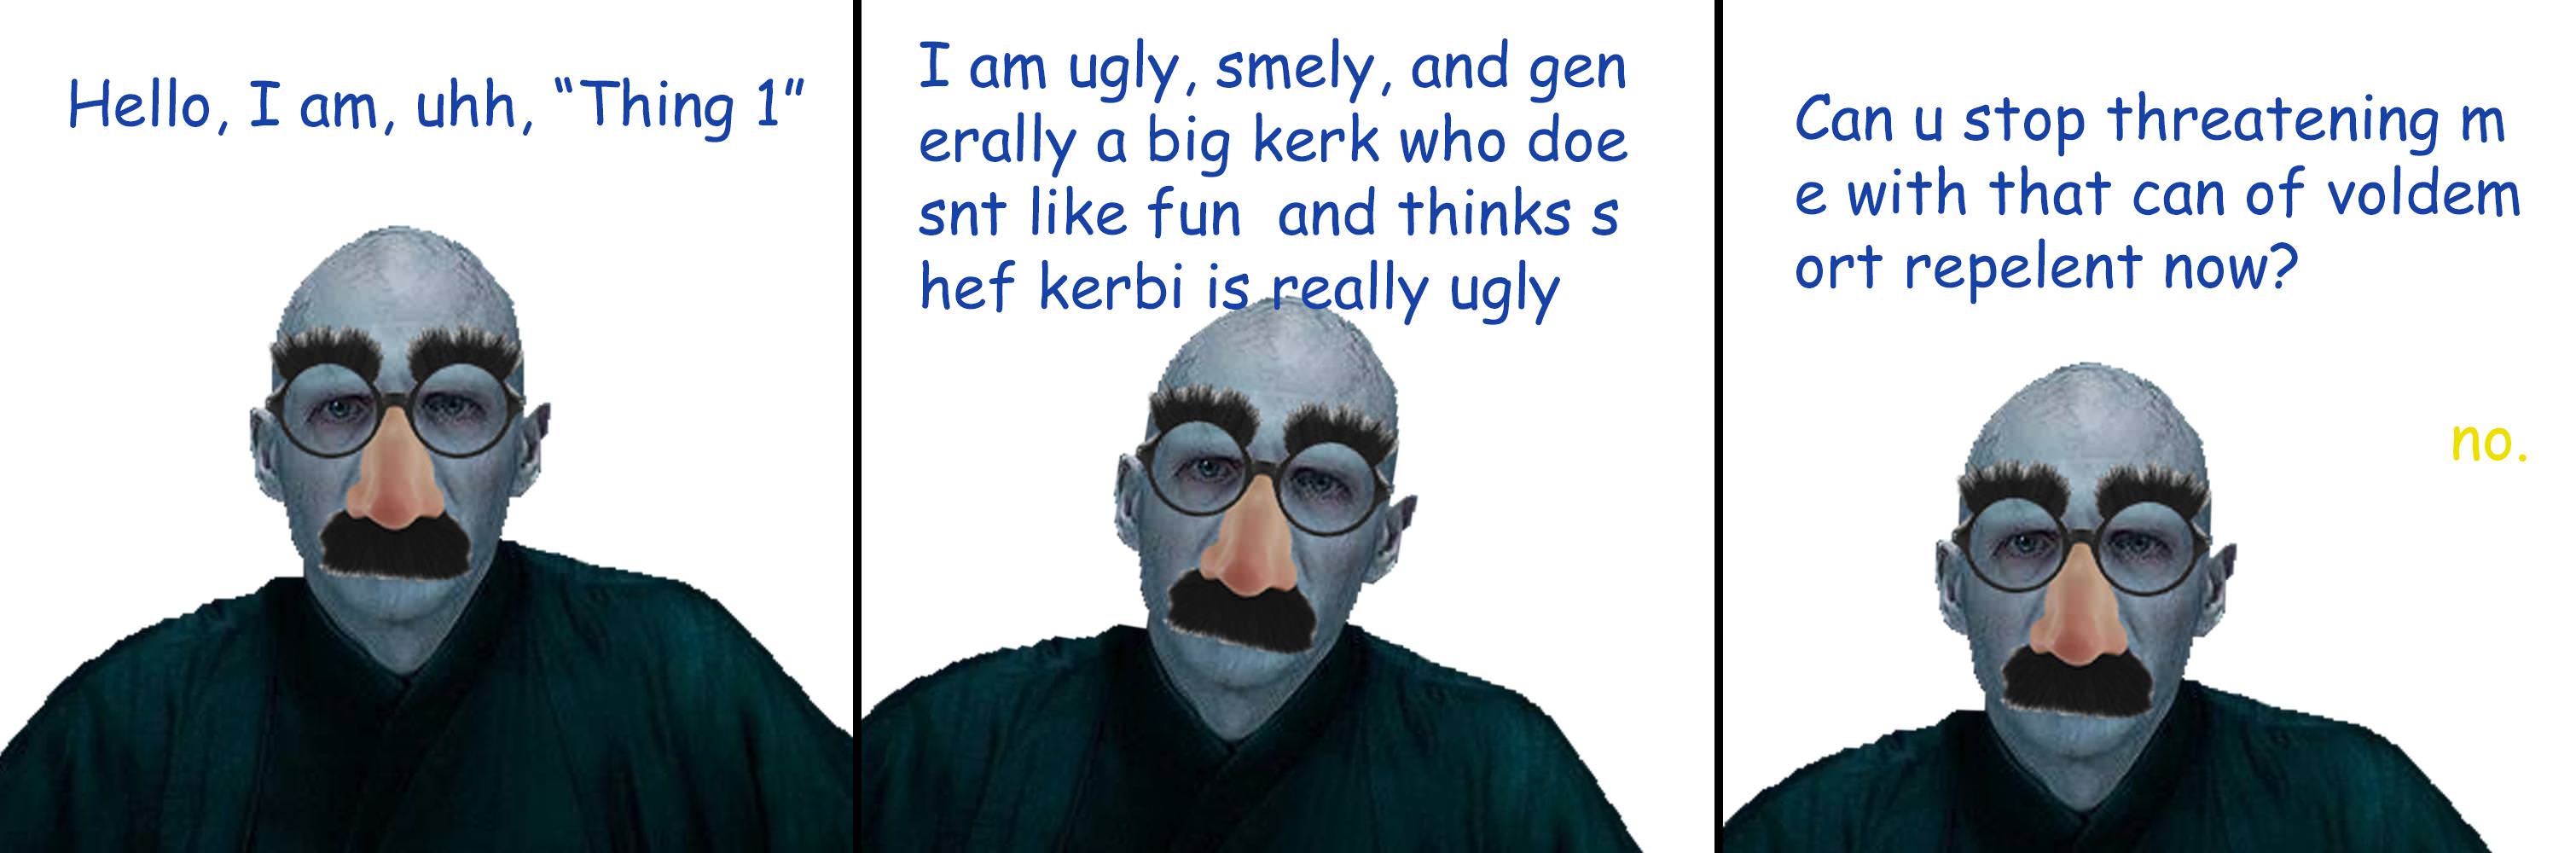 Hello, I am, uhh, “Thing 1”
I am ugly, smely, and gen
erally a big kerk who doe
snt like fun  and thinks s
hef kerbi is really ugly
Can u stop threatening m
e with that can of voldem
ort repelent now?
no.